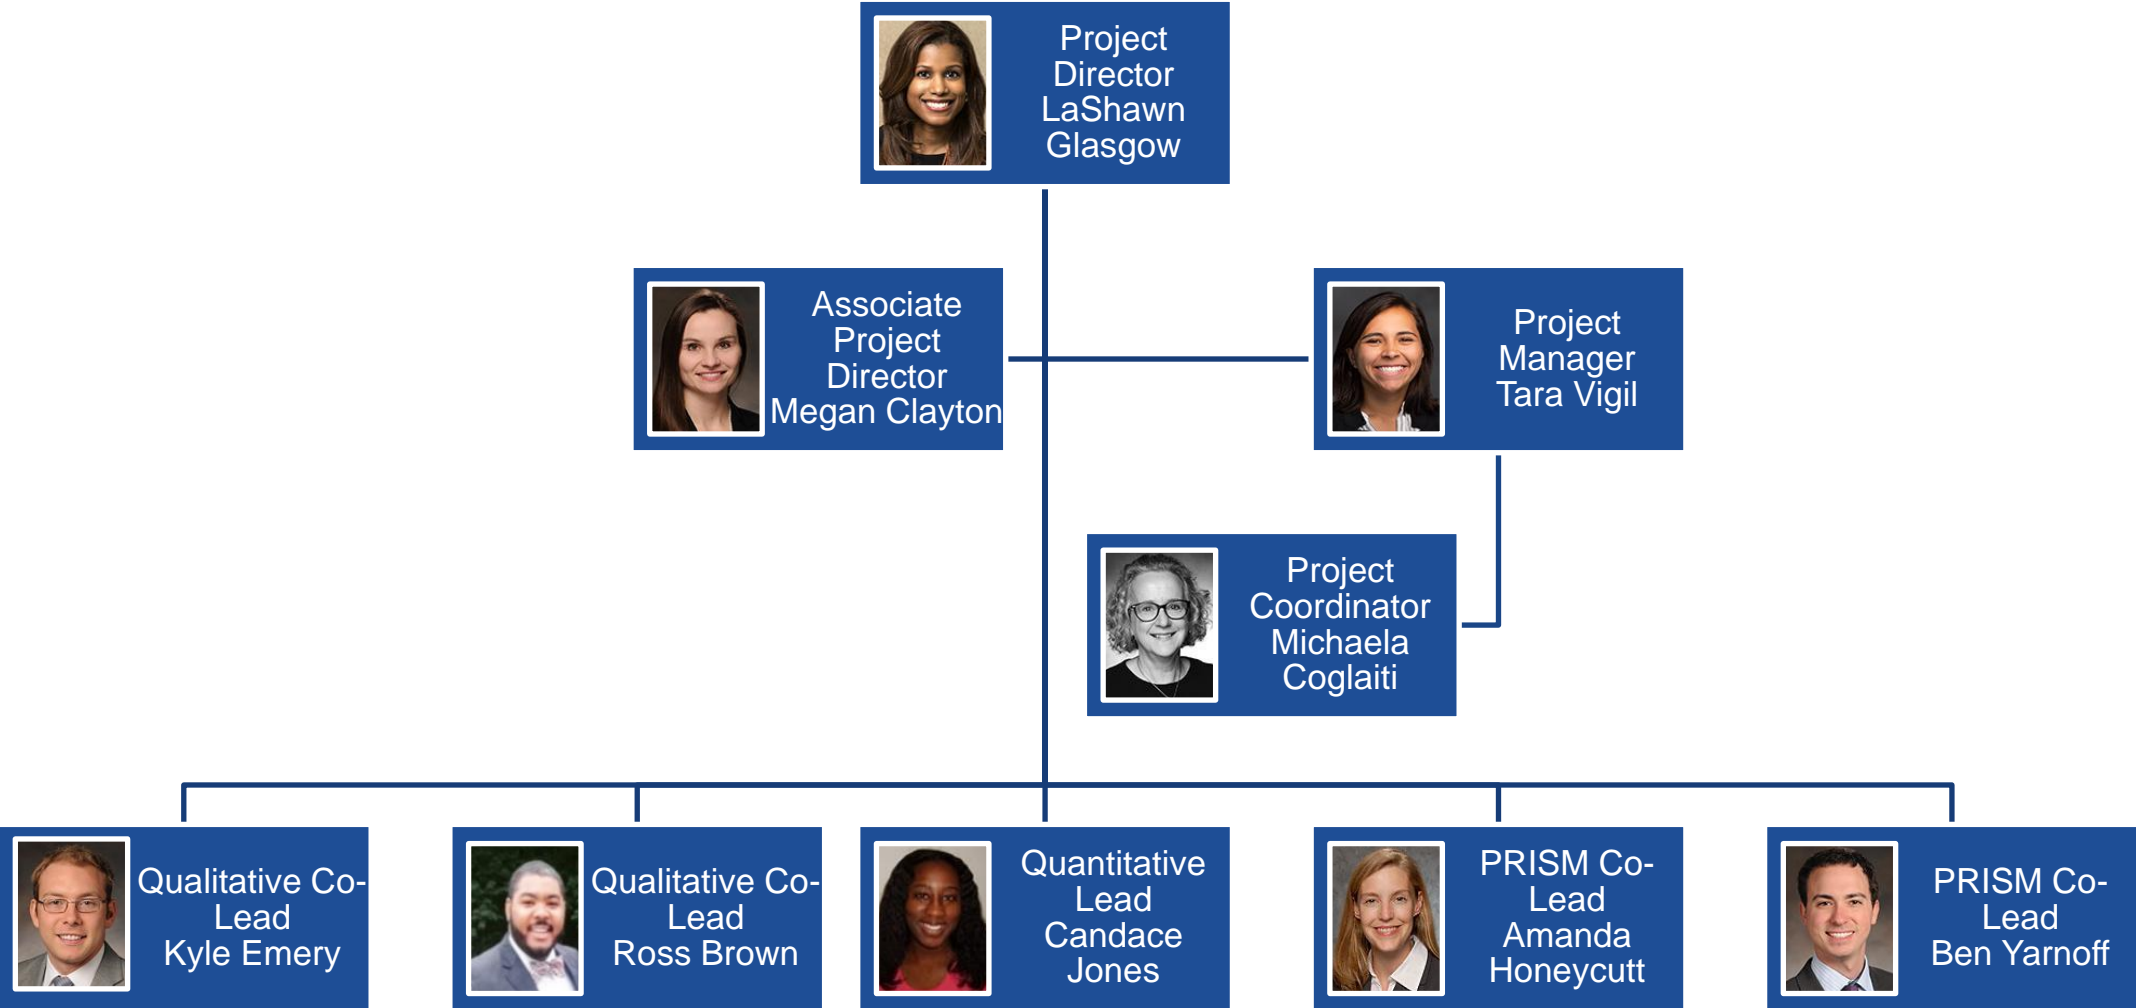 Project
Director
LaShawn
Glasgow
Associate
Project
Director
Megan Clayton
Project
Manager
Tara Vigil
Project
Coordinator
Michaela
Coglaiti
Qualitative Co-
Lead
Kyle Emery
Qualitative Co-
Lead
Ross Brown
Quantitative
Lead
Candace
Jones
PRISM Co-
Lead
Amanda
Honeycutt
PRISM Co-
Lead
Ben Yarnoff